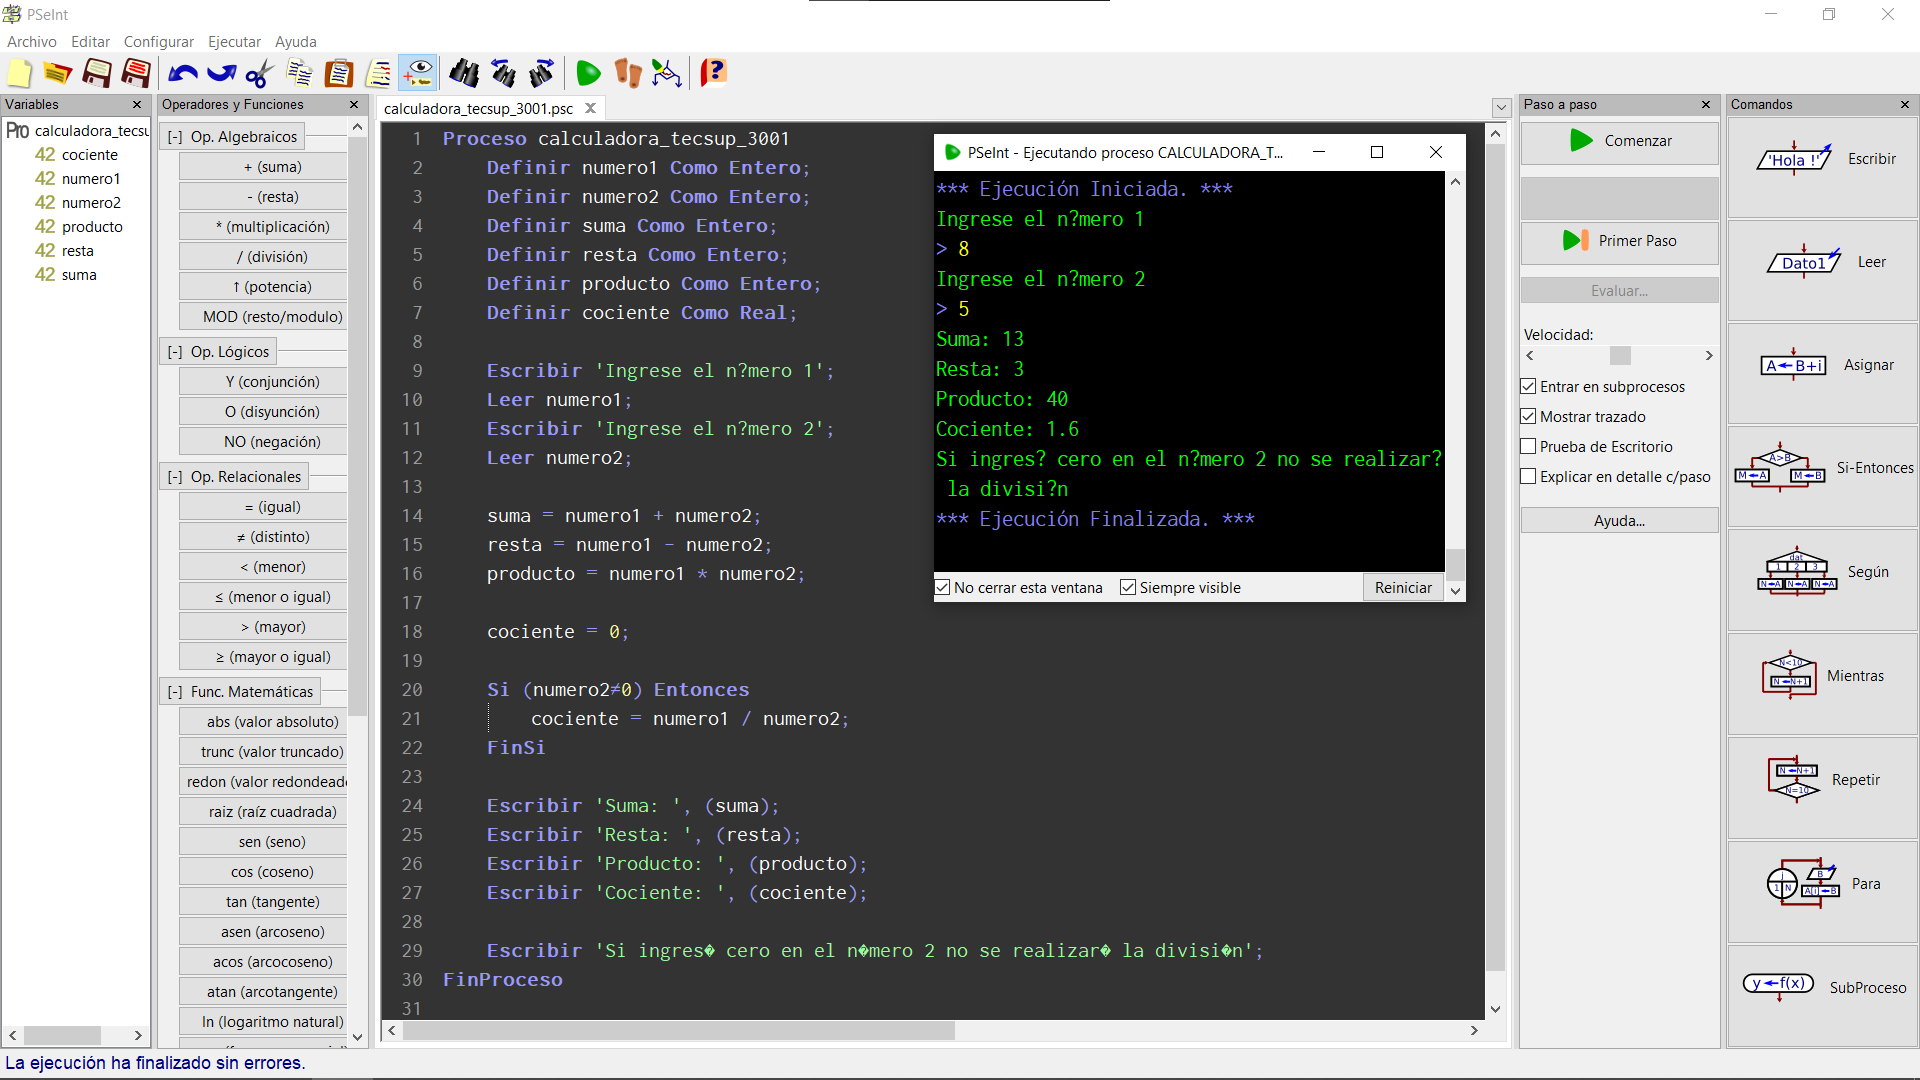 PSeInt
Archivo Editar Configurar Ejecutar Ayuda
Variables
Pro calculadora_tecsu
42 cociente
42 numero1
42 numero2
42 producto
42 resta
42 suma
Operadores y Funciones
[-] Op. Algebraicos
+ (suma)
- (resta)
* (multiplicación)
/ (división)
↑ (potencia)
MOD (resto/modulo)
[-] Op. Lógicos
Y (conjunción)
O (disyunción)
NO (negación)
[-] Op. Relacionales
= (igual)
≠ (distinto)
< (menor)
≤ (menor o igual)
> (mayor)
≥ (mayor o igual)
[-] Func. Matemáticas
abs (valor absoluto)
trunc (valor truncado)
redon (valor redondeado
raiz (raíz cuadrada)
sen (seno)
cos (coseno)
tan (tangente)
asen (arcoseno)
acos (arcocoseno)
atan (arcotangente)
ln (logaritmo natural)
calculadora_tecsup_3001.psc
1 Proceso calculadora_tecsup_3001
2 Definir numero1 Como Entero;
3 Definir numero2 Como Entero;
4 Definir suma Como Entero;
5 Definir resta Como Entero;
6 Definir producto Como Entero;
7 Definir cociente Como Real;
8
9 Escribir 'Ingrese el n?mero 1';
10 Leer numero1;
11 Escribir 'Ingrese el n?mero 2';
12 Leer numero2;
13
14 suma = numero1 + numero2;
15 resta = numero1 - numero2;
16 producto = numero1 * numero2;
17
18 cociente = 0;
19
20 Si (numero2≠0) Entonces
21 cociente = numero1 / numero2;
22 FinSi
23
24 Escribir 'Suma: ', (suma);
25 Escribir 'Resta: ', (resta);
26 Escribir 'Producto: ', (producto);
27 Escribir 'Cociente: ', (cociente);
28
29 Escribir 'Si ingres� cero en el n�mero 2 no se realizar� la divisi�n';
30 FinProceso
31
PSeInt - Ejecutando proceso CALCULADORA_T...
*** Ejecución Iniciada. ***
Ingrese el n?mero 1
> 8
Ingrese el n?mero 2
> 5
Suma: 13
Resta: 3
Producto: 40
Cociente: 1.6
Si ingres? cero en el n?mero 2 no se realizar?
la divisi?n
*** Ejecución Finalizada. ***
No cerrar esta ventana Siempre visible Reiniciar
Paso a paso
Comenzar
Primer Paso
Evaluar...
Velocidad:
Entrar en subprocesos
Mostrar trazado
Prueba de Escritorio
Explicar en detalle c/paso
Ayuda...
Comandos
'Hola !' Escribir
Dato1 Leer
A←B+i Asignar
A>B M←A M←B Si-Entonces
dat 1 2 3 N←A N←A N←A Según
N<10 N←N+1 Mientras
N←N+1 N=10 Repetir
i 1 N B A[i]←B Para
y←f(x) SubProceso
La ejecución ha finalizado sin errores.